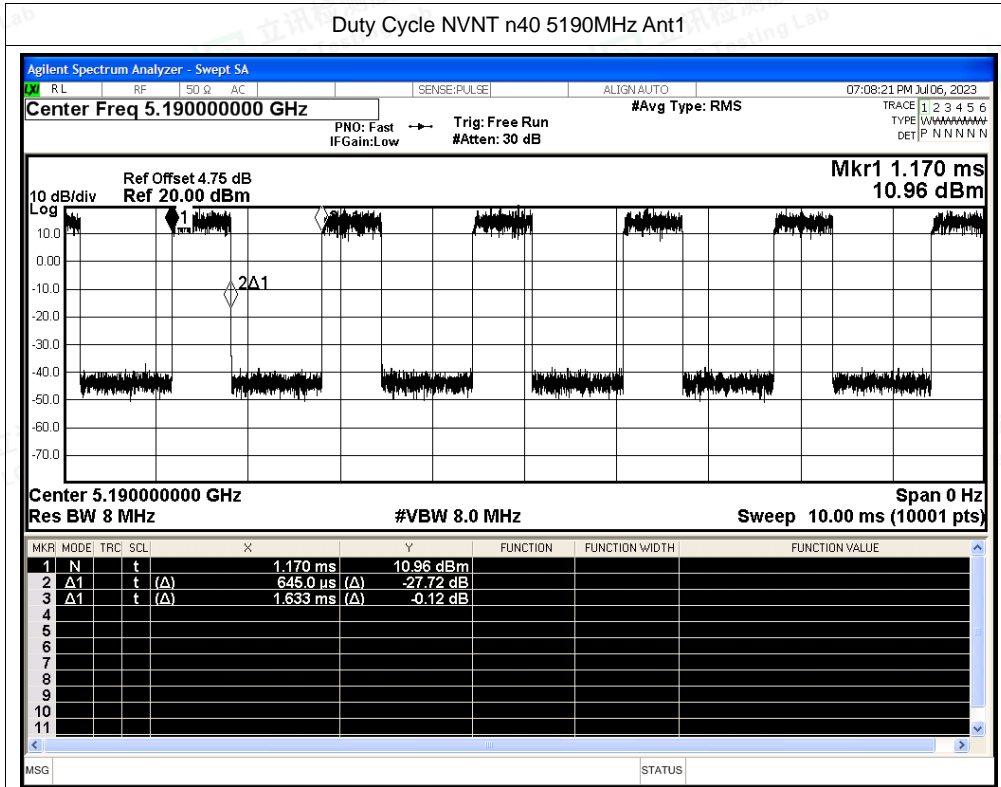 Duty Cycle NVNT n40 5190MHz Ant1
Agilent Spectrum Analyzer - Swept SA
LXI RL RF 50 Ω AC SENSE:PULSE ALIGN AUTO 07:08:21 PM Jul 06, 2023
Center Freq 5.190000000 GHz #Avg Type: RMS TRACE 1 2 3 4 5 6
PNO: Fast Trig: Free Run TYPE
IFGain:Low #Atten: 30 dB DET P N N N N N
Mkr1 1.170 ms
10.96 dBm
Ref Offset 4.75 dB
10 dB/div Ref 20.00 dBm
Log
1
10.0
0.00
-10.0
2Δ1
-20.0
-30.0
-40.0
-50.0
-60.0
-70.0
Center 5.190000000 GHz Span 0 Hz
Res BW 8 MHz #VBW 8.0 MHz Sweep 10.00 ms (10001 pts)
MKR MODE TRC SCL X Y FUNCTION FUNCTION WIDTH FUNCTION VALUE
1 N t 1.170 ms 10.96 dBm
2 Δ1 t (Δ) 645.0 µs (Δ) -27.72 dB
3 Δ1 t (Δ) 1.633 ms (Δ) -0.12 dB
4
5
6
7
8
9
10
11
MSG STATUS